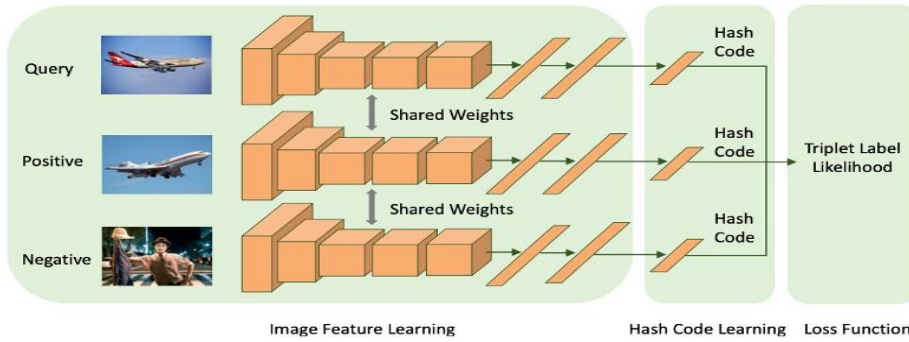 Query
Positive
Negative
Shared Weights
Shared Weights
Hash
Code
Hash
Code
Hash
Code
Triplet Label
Likelihood
Image Feature Learning
Hash Code Learning
Loss Function